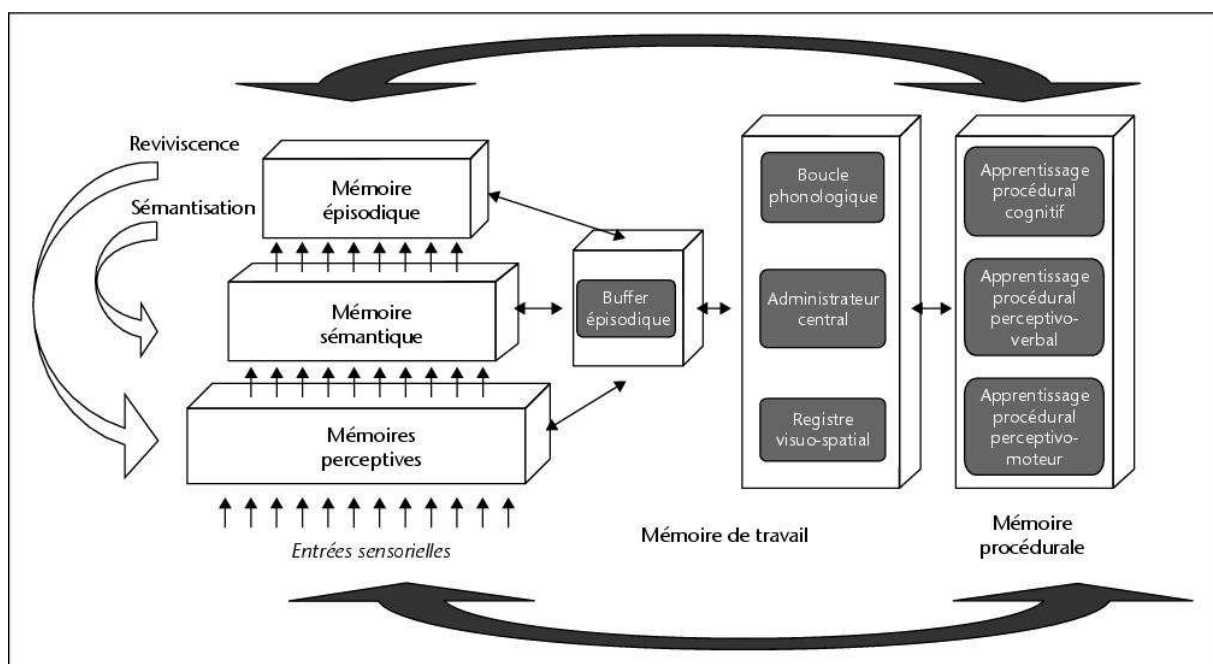 Reviviscence
Sémantisation
Mémoire
épisodique
Mémoire
sémantique
Mémoires
perceptives
Entrées sensorielles
Buffer
épisodique
Boucle
phonologique
Administrateur
central
Registre
visuo-spatial
Mémoire de travail
Apprentissage
procédural
cognitif
Apprentissage
procédural
perceptivo-
verbal
Apprentissage
procédural
perceptivo-
moteur
Mémoire
procédurale